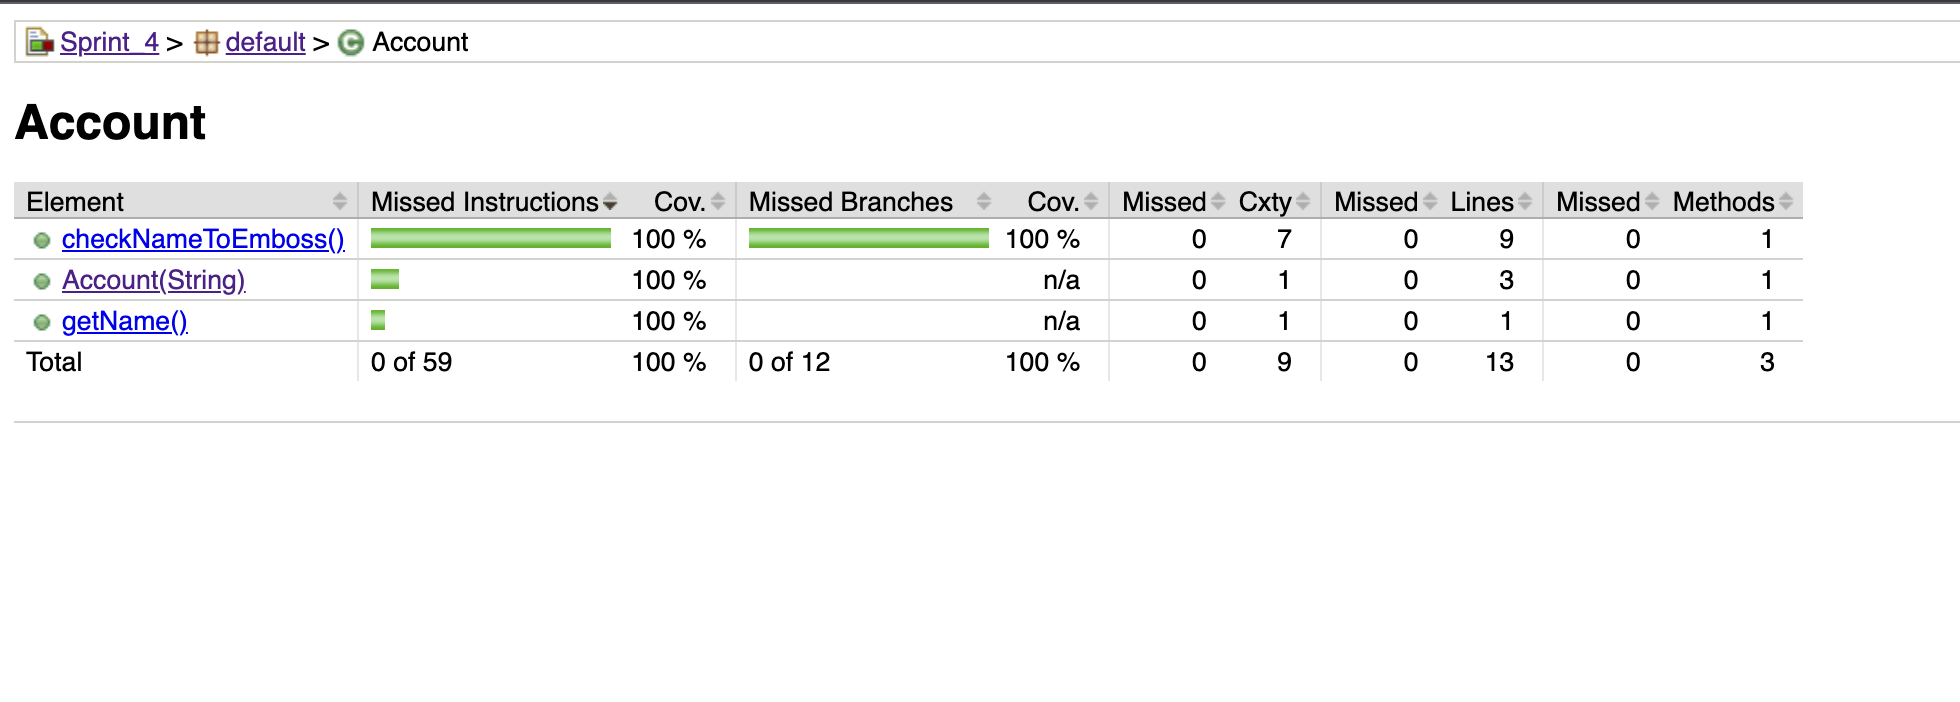 Sprint_4 > default > Account
Account
Element Missed Instructions Cov. Missed Branches Cov. Missed Cxty Missed Lines Missed Methods
checkNameToEmboss() 100 % 100 % 0 7 0 9 0 1
Account(String) 100 % n/a 0 1 0 3 0 1
getName() 100 % n/a 0 1 0 1 0 1
Total 0 of 59 100 % 0 of 12 100 % 0 9 0 13 0 3